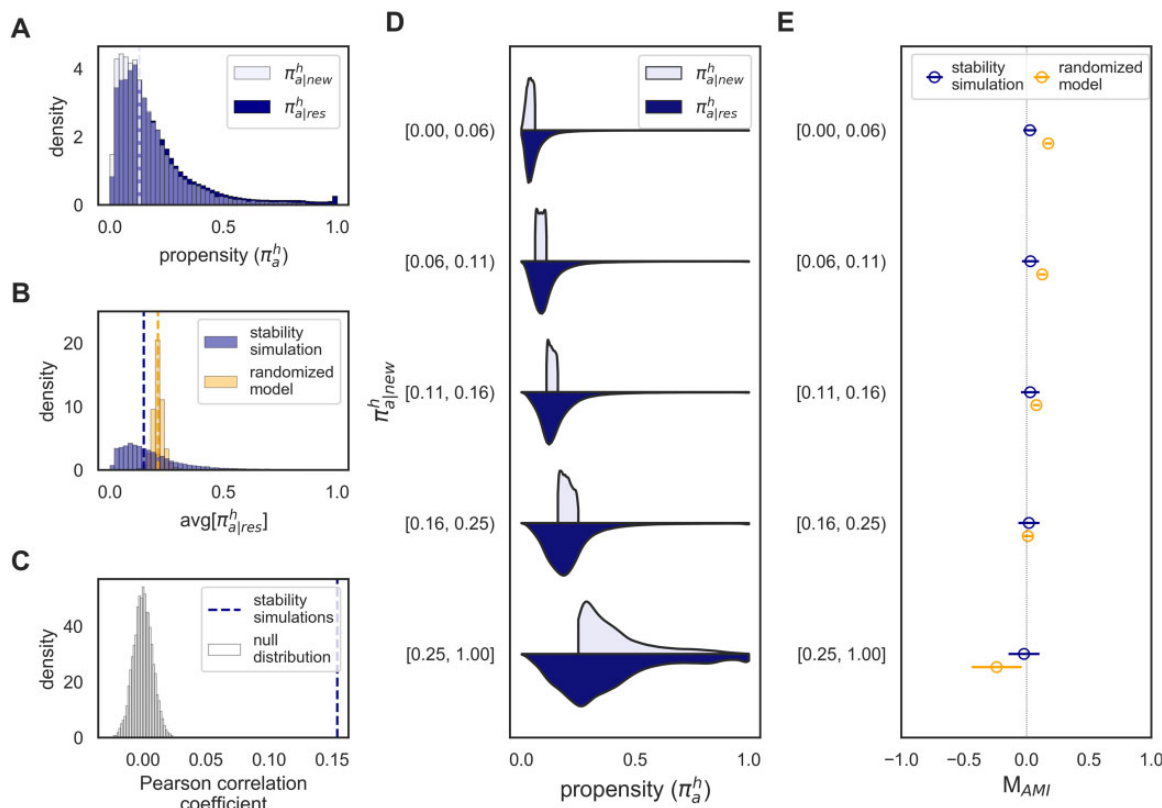 A
π^h_{a|new}
π^h_{a|res}
density
4
2
0
0.0
0.5
1.0
propensity (π^h_a)
B
stability
simulation
randomized
model
density
20
10
0
0.0
0.5
1.0
avg[π^h_{a|res}]
C
stability
simulations
null
distribution
density
40
20
0
0.00
0.05
0.10
0.15
Pearson correlation
coefficient
D
π^h_{a|new}
π^h_{a|res}
π^h_{a|new}
[0.00, 0.06)
[0.06, 0.11)
[0.11, 0.16)
[0.16, 0.25)
[0.25, 1.00]
0.0
0.5
1.0
propensity (π^h_a)
E
stability
simulation
randomized
model
[0.00, 0.06)
[0.06, 0.11)
[0.11, 0.16)
[0.16, 0.25)
[0.25, 1.00]
−1.0
−0.5
0.0
0.5
1.0
M_{AMI}